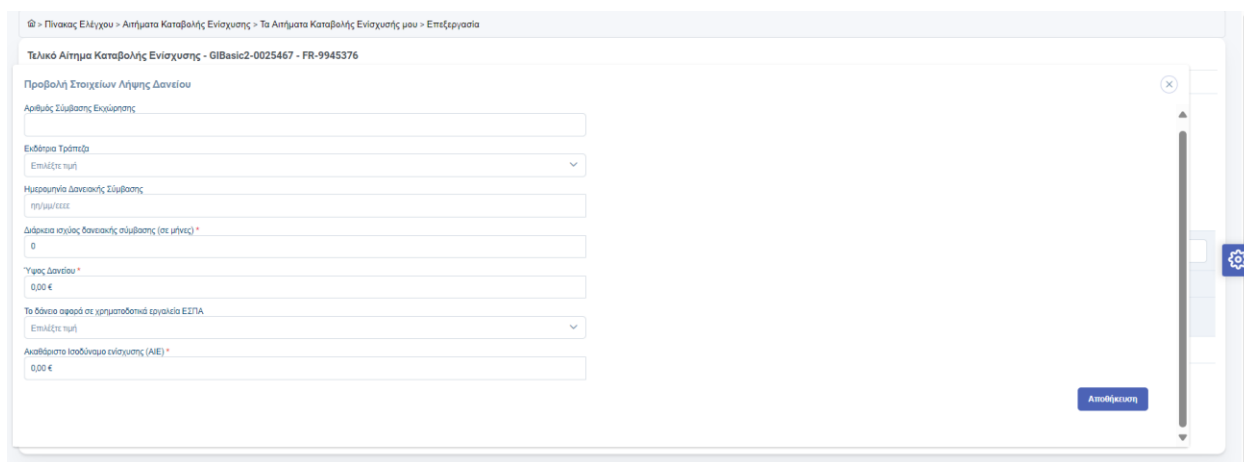 > Πίνακας Ελέγχου > Αιτήματα Καταβολής Ενίσχυσης > Τα Αιτήματα Καταβολής Ενίσχυσής μου > Επεξεργασία
Τελικό Αίτημα Καταβολής Ενίσχυσης - GIBasic2-0025467 - FR-9945376
Προβολή Στοιχείων Λήψης Δανείου
Αριθμός Σύμβασης Εκχώρησης
Εκδότρια Τράπεζα
Επιλέξτε τιμή
Ημερομηνία Δανειακής Σύμβασης
ηη/μμ/εεεε
Διάρκεια ισχύος δανειακής σύμβασης (σε μήνες) *
0
Ύψος Δανείου *
0,00 €
Το δάνειο αφορά σε χρηματοδοτικά εργαλεία ΕΣΠΑ
Επιλέξτε τιμή
Ακαθάριστο Ισοδύναμο ενίσχυσης (ΑΙΕ) *
0,00 €
Αποθήκευση